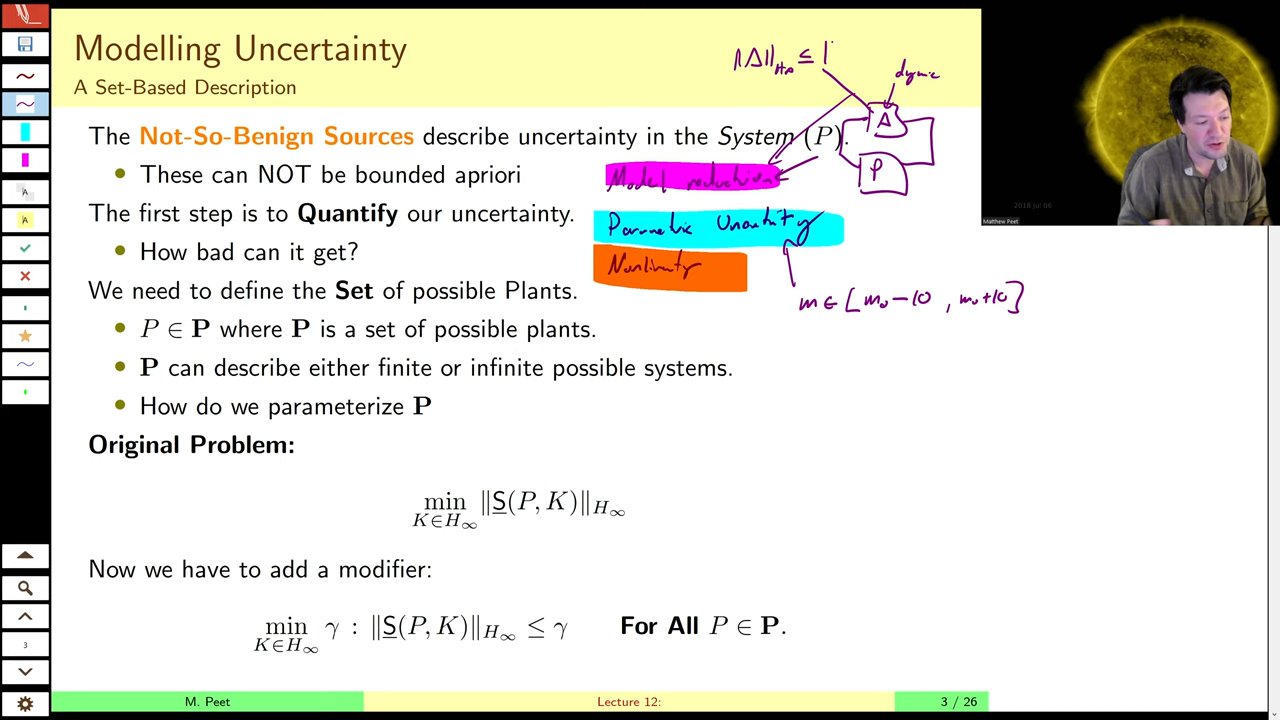 Modelling Uncertainty
A Set-Based Description
‖Δ‖H∞ ≤ 1
Δ
P
The Not-So-Benign Sources describe uncertainty in the System (P).
• These can NOT be bounded apriori
Model reduction
The first step is to Quantify our uncertainty.
Parametric Uncertainty
• How bad can it get?
Nonlinearity
We need to define the Set of possible Plants.
m ∈ [m₀-10, m₀+10]
• P ∈ P where P is a set of possible plants.
• P can describe either finite or infinite possible systems.
• How do we parameterize P
Original Problem:
min K∈H∞ ‖S(P, K)‖H∞
Now we have to add a modifier:
min K∈H∞ γ : ‖S(P, K)‖H∞ ≤ γ For All P ∈ P.
M. Peet
Lecture 12:
3 / 26
2018 Jul 06
Matthew Peet
3